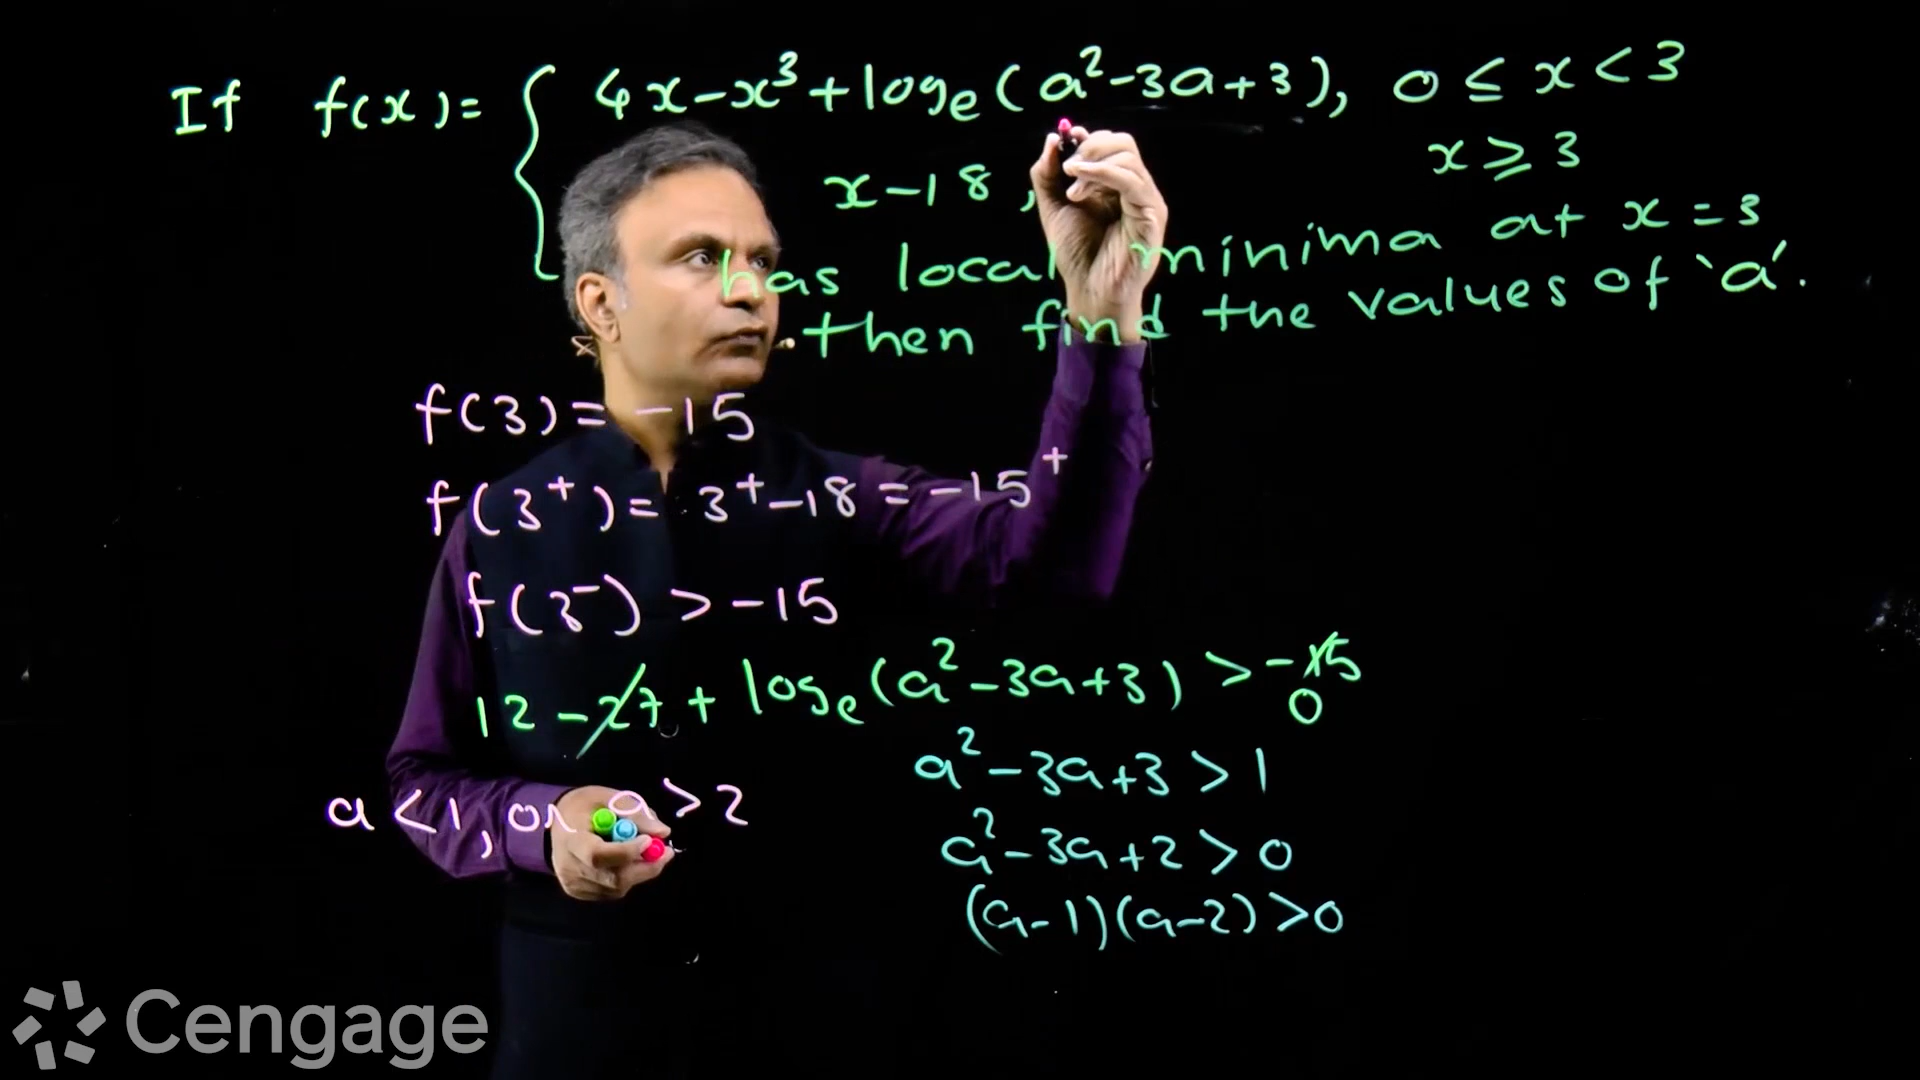 If f(x) = { 4x - x³ + logₑ(a² - 3a + 3), 0 ≤ x < 3
x - 18, x ≥ 3
has local minima at x = 3
then find the values of 'a'.
f(3) = -15
f(3⁺) = 3⁺ - 18 = -15⁺
f(3⁻) > -15
12 - 27 + logₑ(a² - 3a + 3) > -15
0
a² - 3a + 3 > 1
a < 1, or a > 2
a² - 3a + 2 > 0
(a - 1)(a - 2) > 0
Cengage